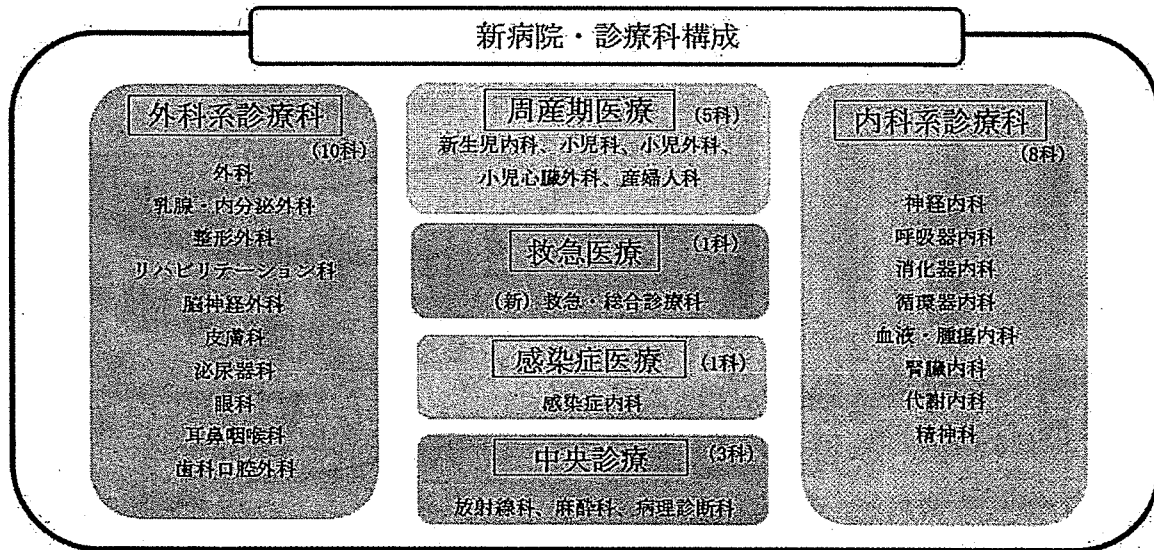 新病院・診療科構成
外科系診療科
(10科)
外科
乳腺・内分泌外科
整形外科
リハビリテーション科
脳神経外科
皮膚科
泌尿器科
眼科
耳鼻咽喉科
歯科口腔外科
周産期医療 (5科)
新生児内科、小児科、小児外科、
小児心臓外科、産婦人科
救急医療 (1科)
(新) 救急・総合診療科
感染症医療 (1科)
感染症内科
中央診療 (3科)
放射線科、麻酔科、病理診断科
内科系診療科
(8科)
神経内科
呼吸器内科
消化器内科
循環器内科
血液・腫瘍内科
腎臓内科
代謝内科
精神科